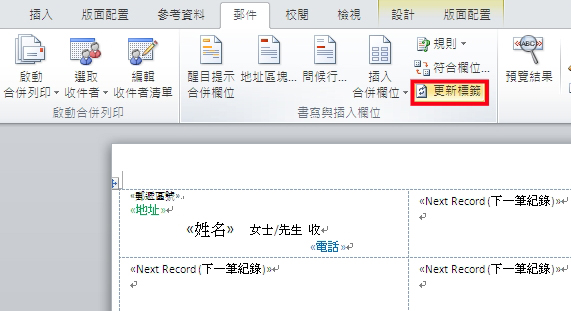 插入 版面配置 參考資料 郵件 校閱 檢視 設計 版面配置
啟動 合併列印
選取 收件者
編輯 收件者清單
醒目提示 合併欄位
地址區塊...
問候行...
插入 合併欄位
規則
符合欄位...
更新標籤
預覽結果
ABC
啟動合併列印
書寫與插入欄位
«郵遞區號»
«地址»
«姓名» 女士/先生 收
«電話»
«Next Record (下一筆紀錄)»
«Next Record (下一筆紀錄)»
«Next Record (下一筆紀錄)»